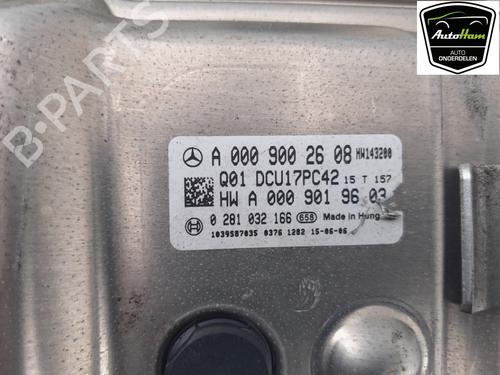 AutoHam
AUTO
ONDERDELEN
B-PARTS
A 000 900 26 08 HW143200
Q01 DCU17PC42 15 T 157
HW A 000 901 96 03
0 281 032 166 658 Made in Hung
1039S87035 0376 1282 15-06-06